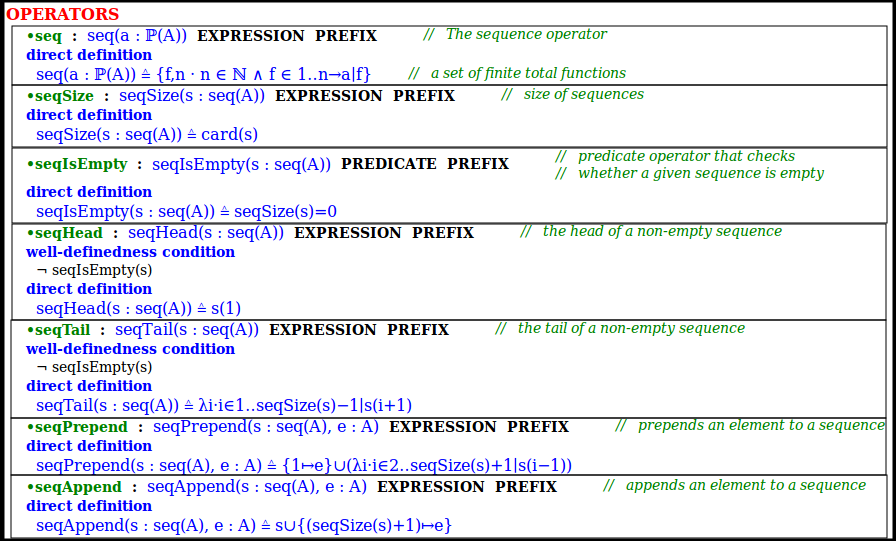 OPERATORS
•seq : seq(a : ℙ(A)) EXPRESSION PREFIX // The sequence operator
direct definition
seq(a : ℙ(A)) ≙ {f,n · n ∈ ℕ ∧ f ∈ 1‥n→a∣f} // a set of finite total functions
•seqSize : seqSize(s : seq(A)) EXPRESSION PREFIX // size of sequences
direct definition
seqSize(s : seq(A)) ≙ card(s)
•seqIsEmpty : seqIsEmpty(s : seq(A)) PREDICATE PREFIX // predicate operator that checks
// whether a given sequence is empty
direct definition
seqIsEmpty(s : seq(A)) ≙ seqSize(s)=0
•seqHead : seqHead(s : seq(A)) EXPRESSION PREFIX // the head of a non-empty sequence
well-definedness condition
¬ seqIsEmpty(s)
direct definition
seqHead(s : seq(A)) ≙ s(1)
•seqTail : seqTail(s : seq(A)) EXPRESSION PREFIX // the tail of a non-empty sequence
well-definedness condition
¬ seqIsEmpty(s)
direct definition
seqTail(s : seq(A)) ≙ λi·i∈1‥seqSize(s)−1∣s(i+1)
•seqPrepend : seqPrepend(s : seq(A), e : A) EXPRESSION PREFIX // prepends an element to a sequence
direct definition
seqPrepend(s : seq(A), e : A) ≙ {1↦e}∪(λi·i∈2‥seqSize(s)+1∣s(i−1))
•seqAppend : seqAppend(s : seq(A), e : A) EXPRESSION PREFIX // appends an element to a sequence
direct definition
seqAppend(s : seq(A), e : A) ≙ s∪{(seqSize(s)+1)↦e}